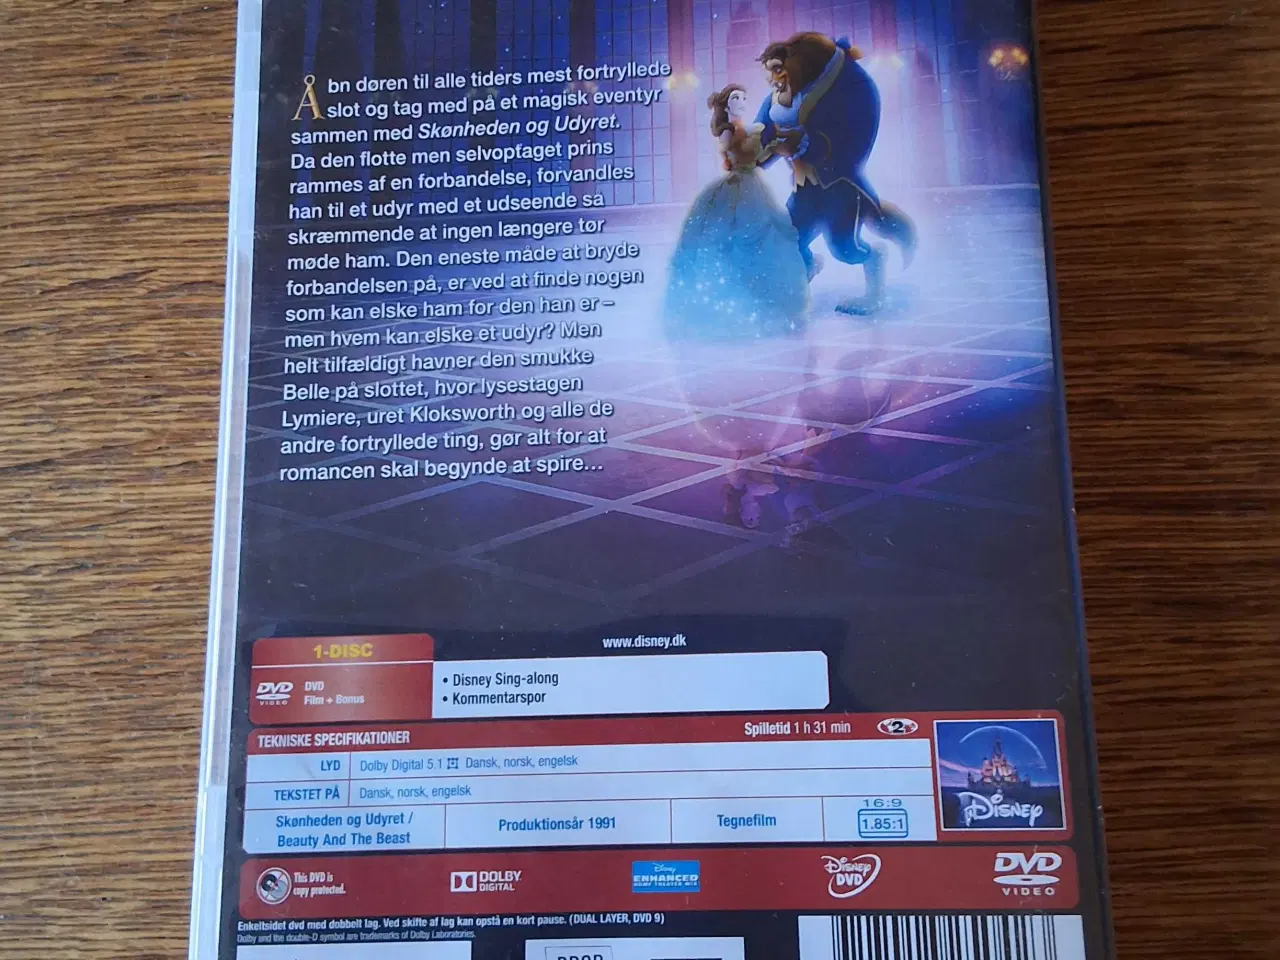 Åbn døren til alle tiders mest fortryllede
slot og tag med på et magisk eventyr
sammen med Skønheden og Udyret.
Da den flotte men selvoptaget prins
rammes af en forbandelse, forvandles
han til et udyr med et udseende så
skræmmende at ingen længere tør
møde ham. Den eneste måde at bryde
forbandelsen på, er ved at finde nogen
som kan elske ham for den han er –
men hvem kan elske et udyr? Men
helt tilfældigt havner den smukke
Belle på slottet, hvor lysestagen
Lymiere, uret Kloksworth og alle de
andre fortryllede ting, gør alt for at
romancen skal begynde at spire...
www.disney.dk
1-DISC
DVD VIDEO
DVD
Film + Bonus
• Disney Sing-along
• Kommentarspor
TEKNISKE SPECIFIKATIONER
Spilletid 1 h 31 min
2
LYD
Dolby Digital 5.1 Dansk, norsk, engelsk
TEKSTET PÅ
Dansk, norsk, engelsk
Skønheden og Udyret /
Beauty And The Beast
Produktionsår 1991
Tegnefilm
16:9
1.85:1
DISNEY
This DVD is
copy protected.
DOLBY
DIGITAL
Disney
ENHANCED
HOME THEATER MIX
DISNEY
DVD
DVD
VIDEO
Enkeltsidet dvd med dobbelt lag. Ved skifte af lag kan opstå en kort pause. (DUAL LAYER, DVD 9)
Dolby and the double-D symbol are trademarks of Dolby Laboratories.